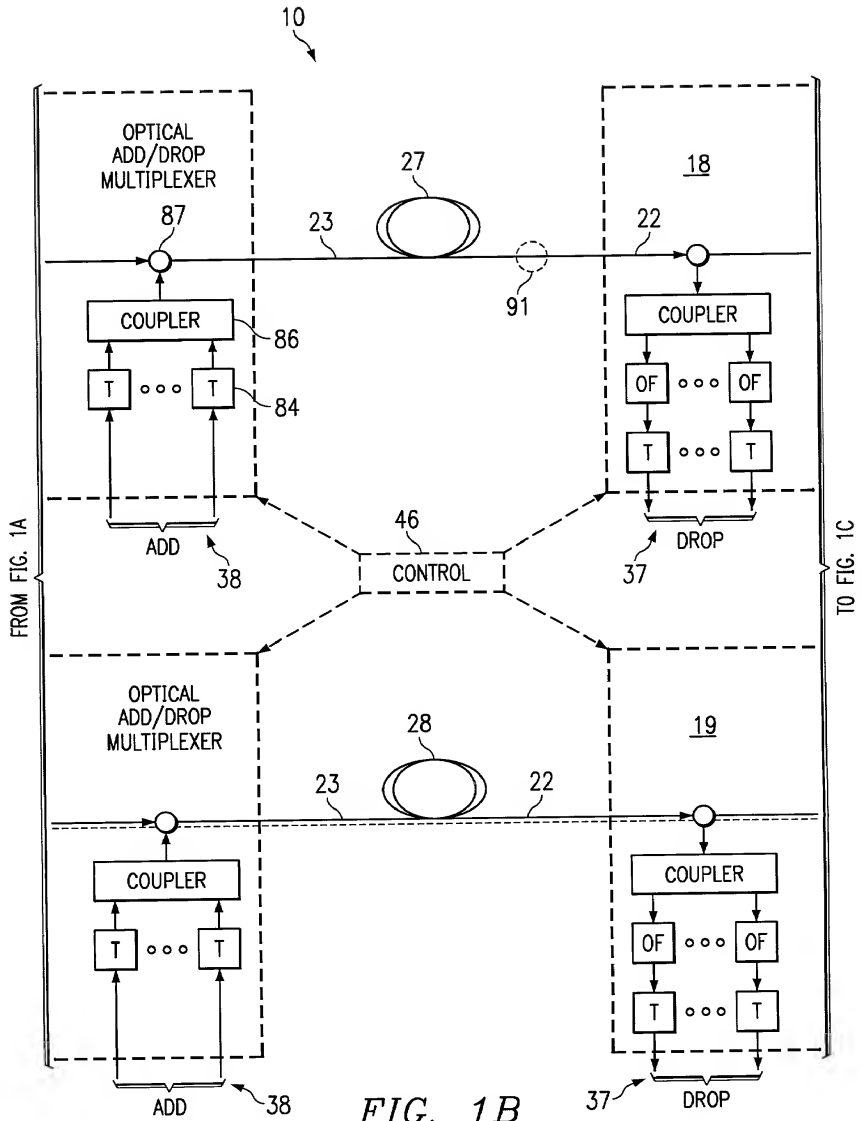 10
OPTICAL
ADD/DROP
MULTIPLEXER
18
27
87
23
22
91
COUPLER
86
COUPLER
T
T
84
OF
OF
T
T
ADD
38
46
CONTROL
37
DROP
FROM FIG. 1A
TO FIG. 1C
OPTICAL
ADD/DROP
MULTIPLEXER
19
28
23
22
COUPLER
COUPLER
T
T
OF
OF
T
T
ADD
38
37
DROP
FIG. 1B